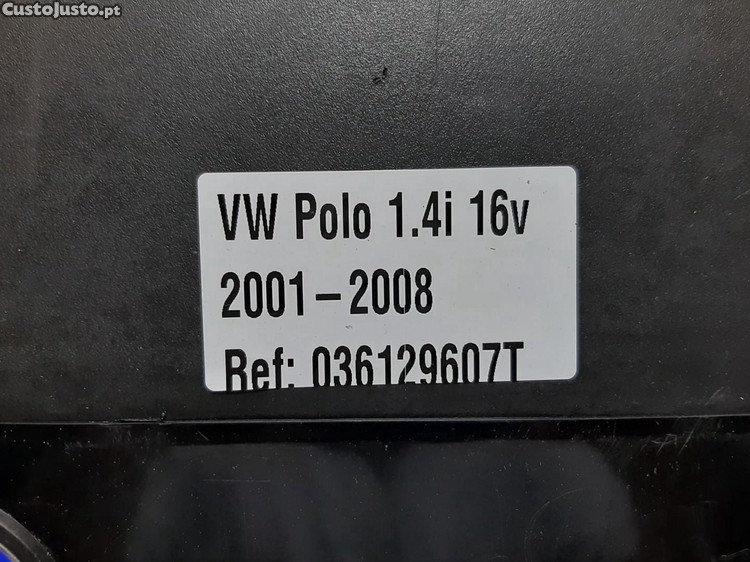 CustoJusto.pt
VW Polo 1.4i 16v
2001-2008
Ref: 036129607T